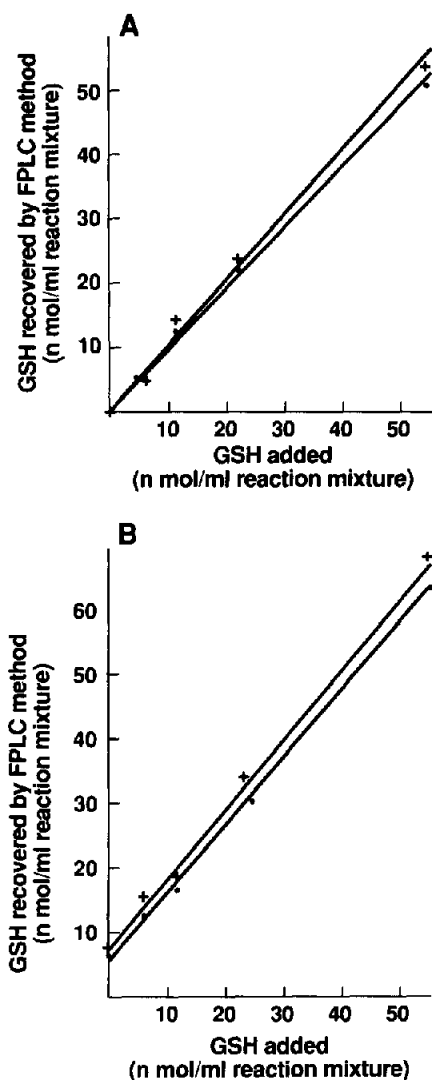 A
GSH recovered by FPLC method
(n mol/ml reaction mixture)
50
40
30
20
10
10 20 30 40 50
GSH added
(n mol/ml reaction mixture)
B
GSH recovered by FPLC method
(n mol/ml reaction mixture)
60
50
40
30
20
10
10 20 30 40 50
GSH added
(n mol/ml reaction mixture)